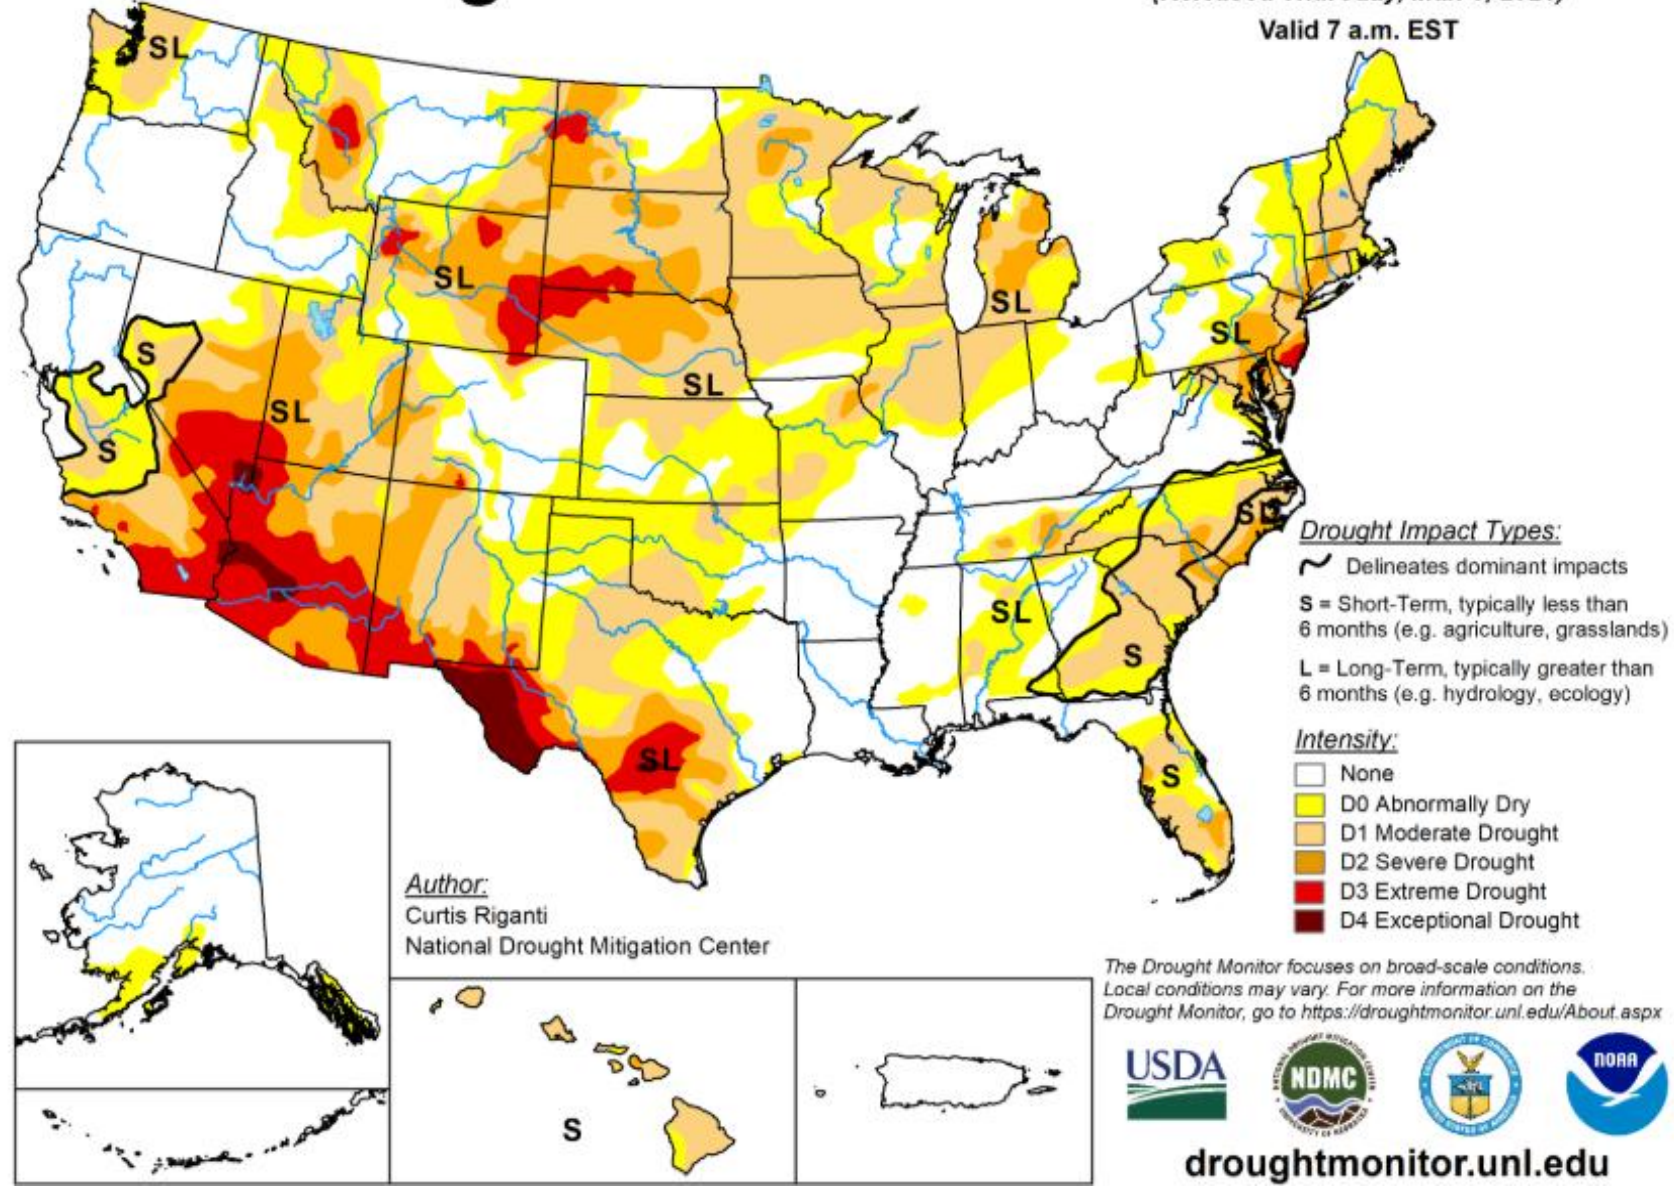 Valid 7 a.m. EST
SL
SL
SL
SL
S
SL
SL
S
SL
SL
SL
S
SL
S
S
Drought Impact Types:
Delineates dominant impacts
S = Short-Term, typically less than
6 months (e.g. agriculture, grasslands)
L = Long-Term, typically greater than
6 months (e.g. hydrology, ecology)
Intensity:
None
D0 Abnormally Dry
D1 Moderate Drought
D2 Severe Drought
D3 Extreme Drought
D4 Exceptional Drought
Author:
Curtis Riganti
National Drought Mitigation Center
S
The Drought Monitor focuses on broad-scale conditions.
Local conditions may vary. For more information on the
Drought Monitor, go to https://droughtmonitor.unl.edu/About.aspx
USDA
NDMC
NOAA
droughtmonitor.unl.edu